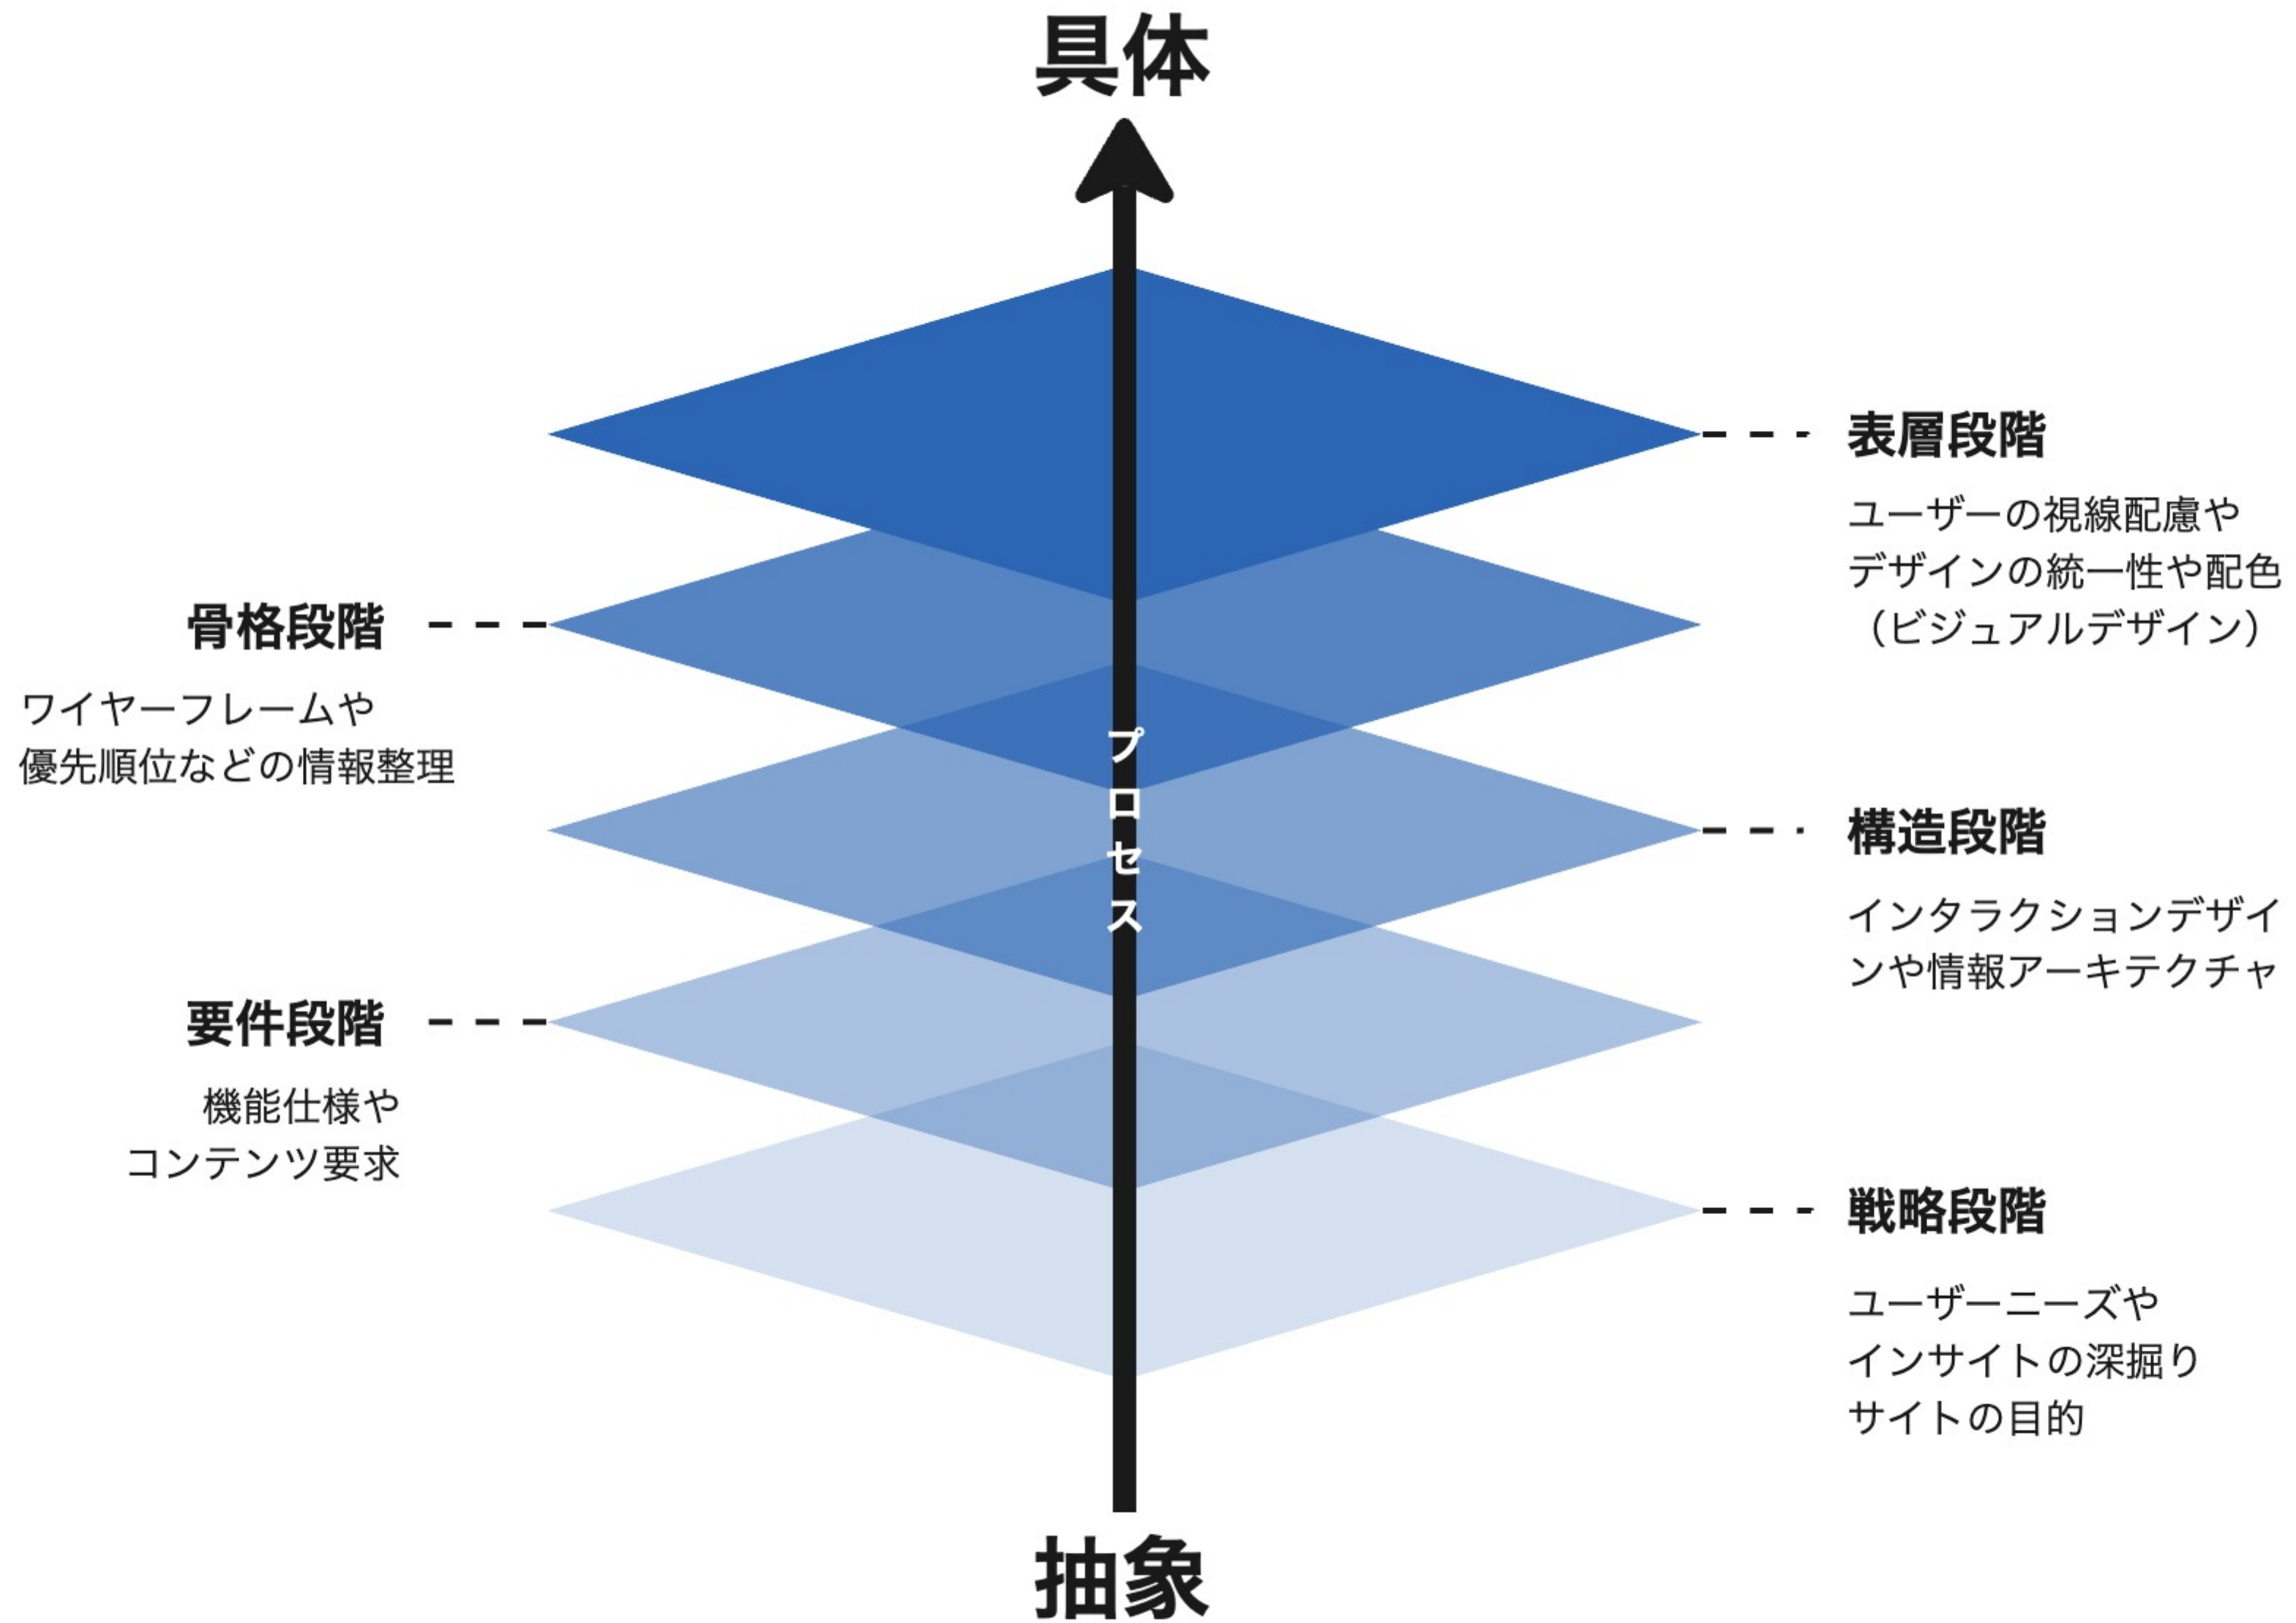 具体
表層段階
ユーザーの視線配慮や
デザインの統一性や配色
（ビジュアルデザイン）
骨格段階
ワイヤーフレームや
優先順位などの情報整理
プロセス
構造段階
インタラクションデザイ
ンや情報アーキテクチャ
要件段階
機能仕様や
コンテンツ要求
戦略段階
ユーザーニーズや
インサイトの深掘り
サイトの目的
抽象